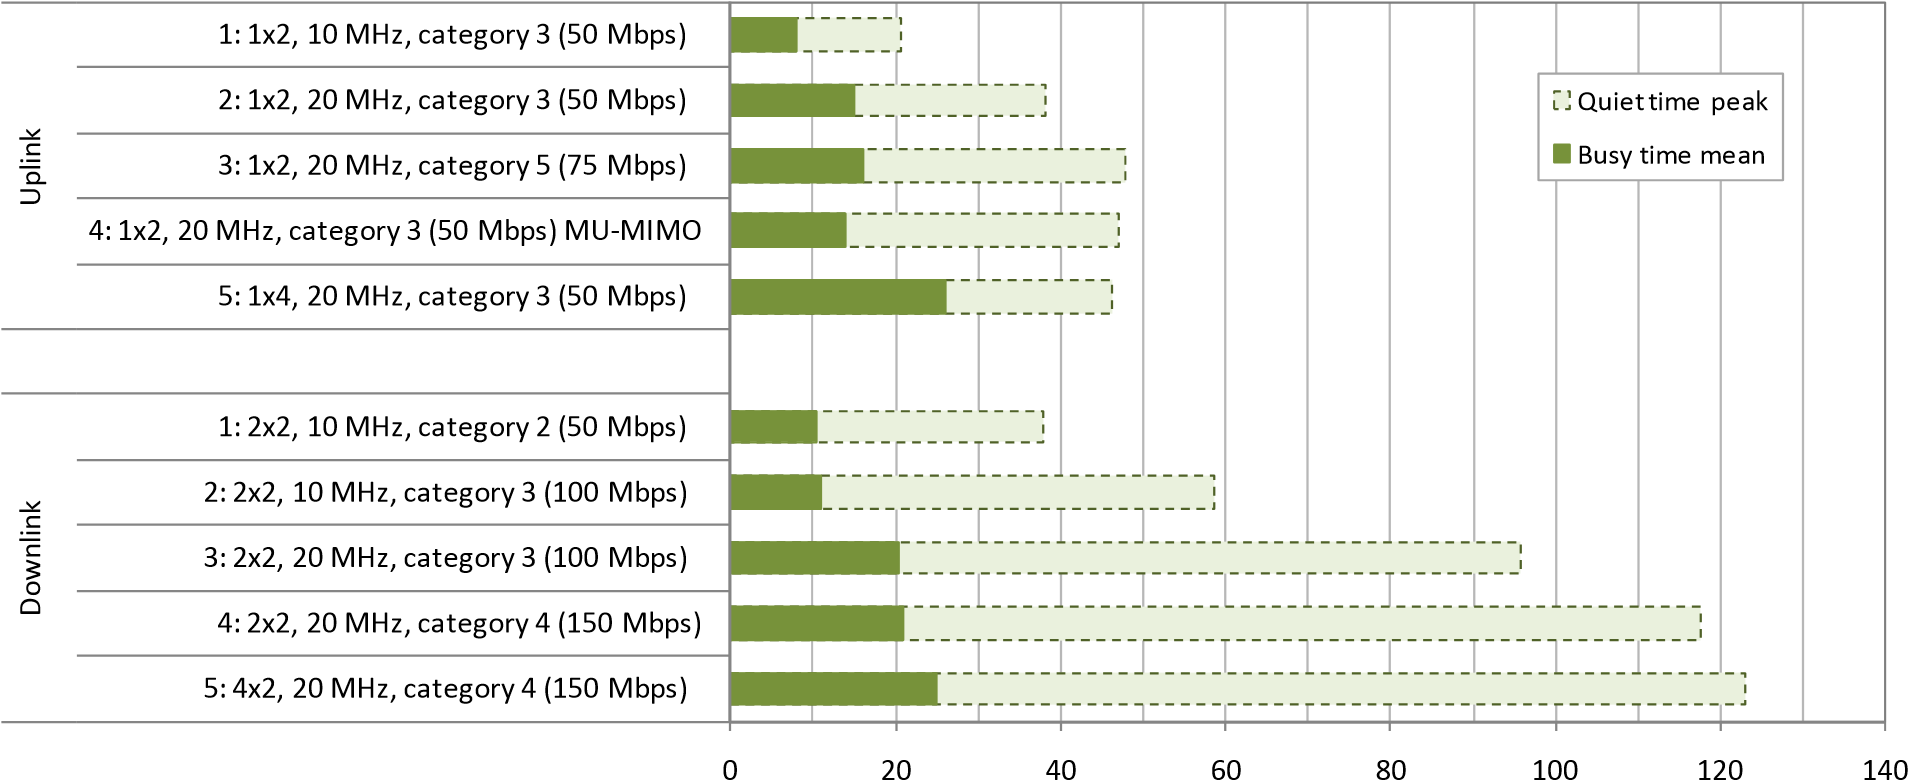 Uplink
1: 1x2, 10 MHz, category 3 (50 Mbps)
2: 1x2, 20 MHz, category 3 (50 Mbps)
3: 1x2, 20 MHz, category 5 (75 Mbps)
4: 1x2, 20 MHz, category 3 (50 Mbps) MU-MIMO
5: 1x4, 20 MHz, category 3 (50 Mbps)
Downlink
1: 2x2, 10 MHz, category 2 (50 Mbps)
2: 2x2, 10 MHz, category 3 (100 Mbps)
3: 2x2, 20 MHz, category 3 (100 Mbps)
4: 2x2, 20 MHz, category 4 (150 Mbps)
5: 4x2, 20 MHz, category 4 (150 Mbps)
Quiet time peak
Busy time mean
0 20 40 60 80 100 120 140